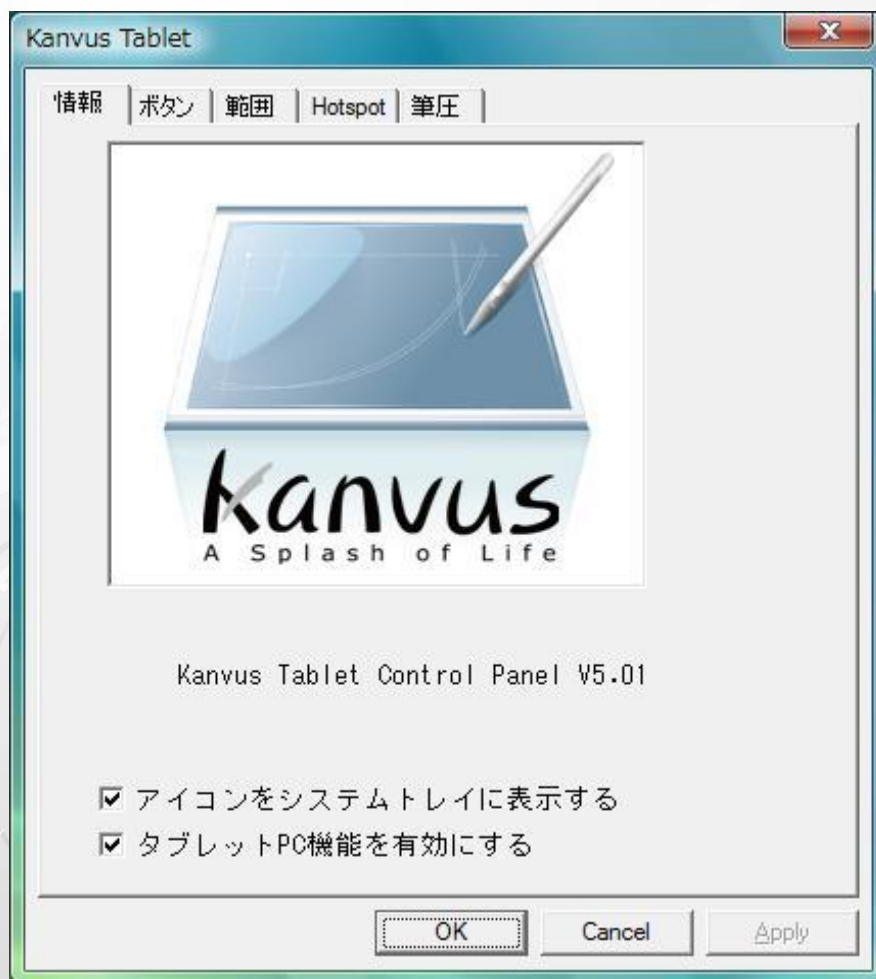 Kanvus Tablet
情報 ボタン 範囲 Hotspot 筆圧
kanvus
A Splash of Life
Kanvus Tablet Control Panel V5.01
アイコンをシステムトレイに表示する
タブレットPC機能を有効にする
OK Cancel Apply